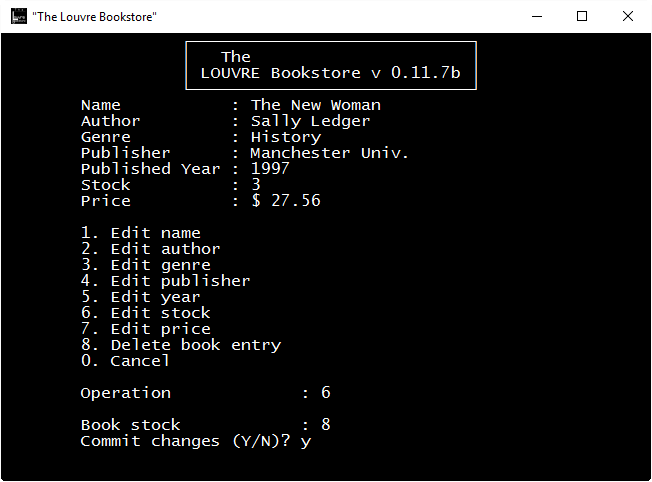 "The Louvre Bookstore"
The
LOUVRE Bookstore v 0.11.7b
Name : The New Woman
Author : Sally Ledger
Genre : History
Publisher : Manchester Univ.
Published Year : 1997
Stock : 3
Price : $ 27.56
1. Edit name
2. Edit author
3. Edit genre
4. Edit publisher
5. Edit year
6. Edit stock
7. Edit price
8. Delete book entry
0. Cancel
Operation : 6
Book stock : 8
Commit changes (Y/N)? y